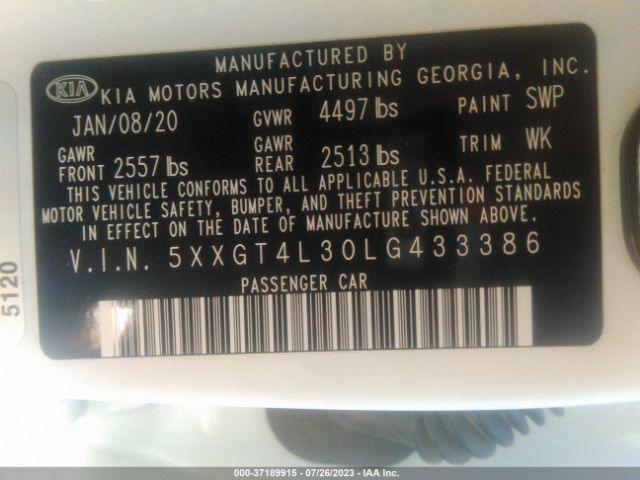 MANUFACTURED BY
KIA KIA MOTORS MANUFACTURING GEORGIA, INC.
JAN/08/20 GVWR 4497 lbs PAINT SWP
GAWR FRONT 2557 lbs GAWR REAR 2513 lbs TRIM WK
THIS VEHICLE CONFORMS TO ALL APPLICABLE U.S.A. FEDERAL
MOTOR VEHICLE SAFETY, BUMPER, AND THEFT PREVENTION STANDARDS
IN EFFECT ON THE DATE OF MANUFACTURE SHOWN ABOVE.
V.I.N. 5XXGT4L30LG433386
PASSENGER CAR
5120
000-37189915 - 07/26/2023 - IAA Inc.